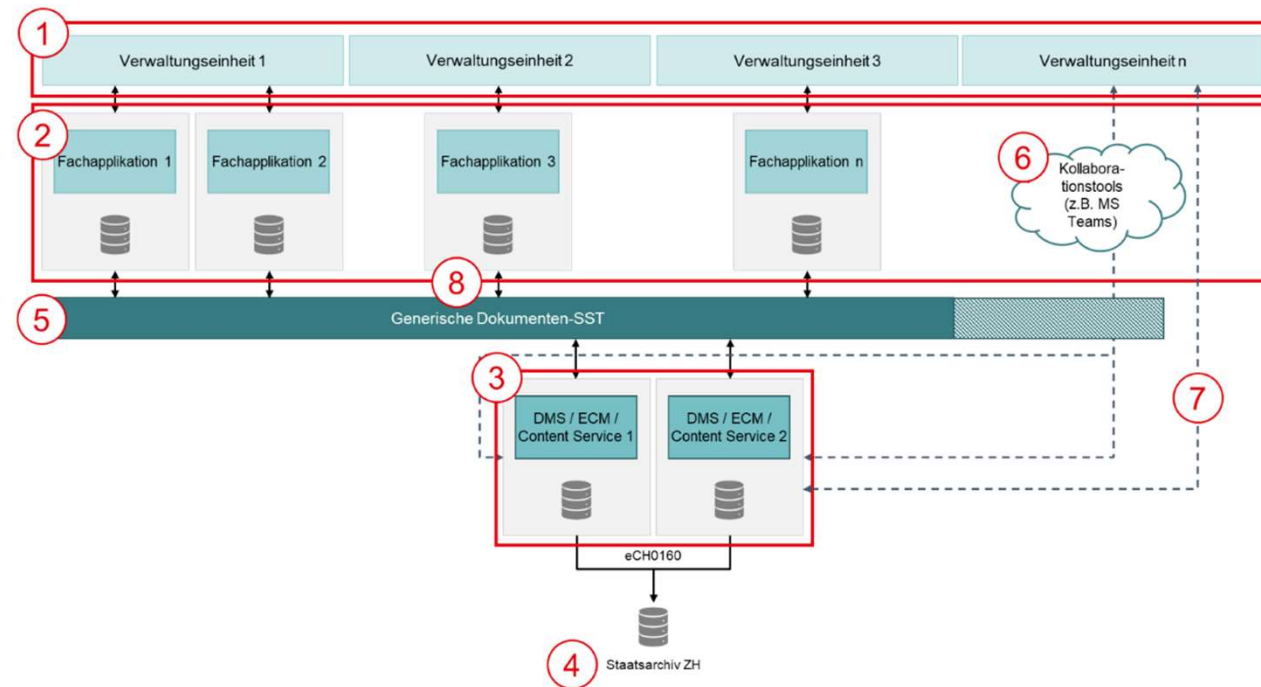 1
Verwaltungseinheit 1
Verwaltungseinheit 2
Verwaltungseinheit 3
Verwaltungseinheit n
2
Fachapplikation 1
Fachapplikation 2
Fachapplikation 3
Fachapplikation n
6
Kollabora-
tionstools
(z.B. MS
Teams)
8
5
Generische Dokumenten-SST
3
DMS / ECM /
Content Service 1
DMS / ECM /
Content Service 2
7
eCH0160
4
Staatsarchiv ZH